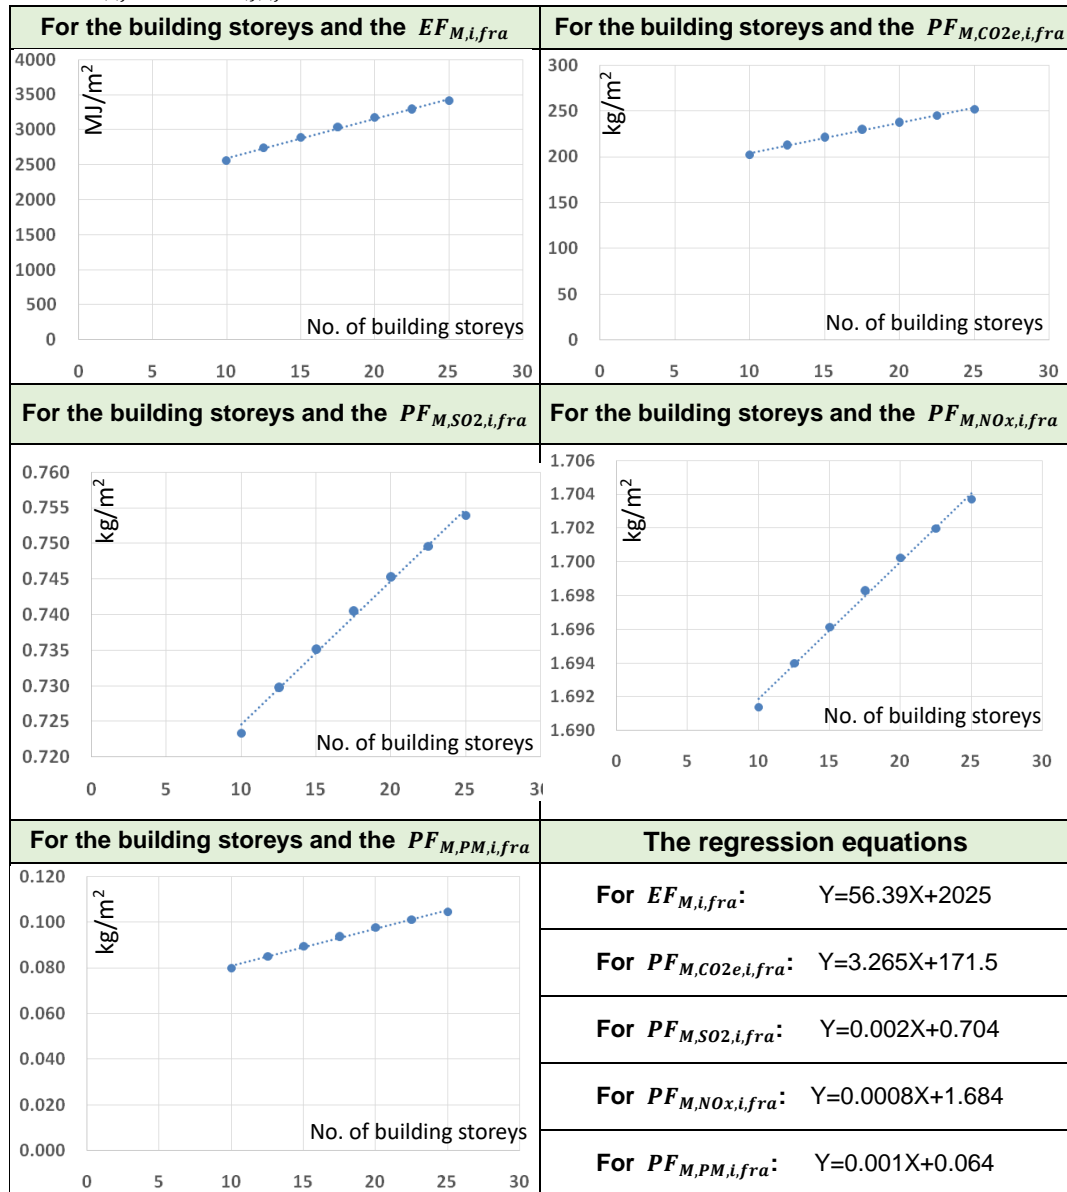 For the building storeys and the EF_{M,i,fra}
4000
3500
3000
2500
2000
1500
1000
500
0
MJ/m²
No. of building storeys
0 5 10 15 20 25 30
For the building storeys and the PF_{M,CO2e,i,fra}
300
250
200
150
100
50
0
kg/m²
No. of building storeys
0 5 10 15 20 25 30
For the building storeys and the PF_{M,SO2,i,fra}
0.760
0.755
0.750
0.745
0.740
0.735
0.730
0.725
0.720
kg/m²
No. of building storeys
0 5 10 15 20 25
For the building storeys and the PF_{M,NOx,i,fra}
1.706
1.704
1.702
1.700
1.698
1.696
1.694
1.692
1.690
kg/m²
No. of building storeys
0 5 10 15 20 25 30
For the building storeys and the PF_{M,PM,i,fra}
0.120
0.100
0.080
0.060
0.040
0.020
0.000
kg/m²
No. of building storeys
0 5 10 15 20 25 30
The regression equations
For EF_{M,i,fra}: Y=56.39X+2025
For PF_{M,CO2e,i,fra}: Y=3.265X+171.5
For PF_{M,SO2,i,fra}: Y=0.002X+0.704
For PF_{M,NOx,i,fra}: Y=0.0008X+1.684
For PF_{M,PM,i,fra}: Y=0.001X+0.064